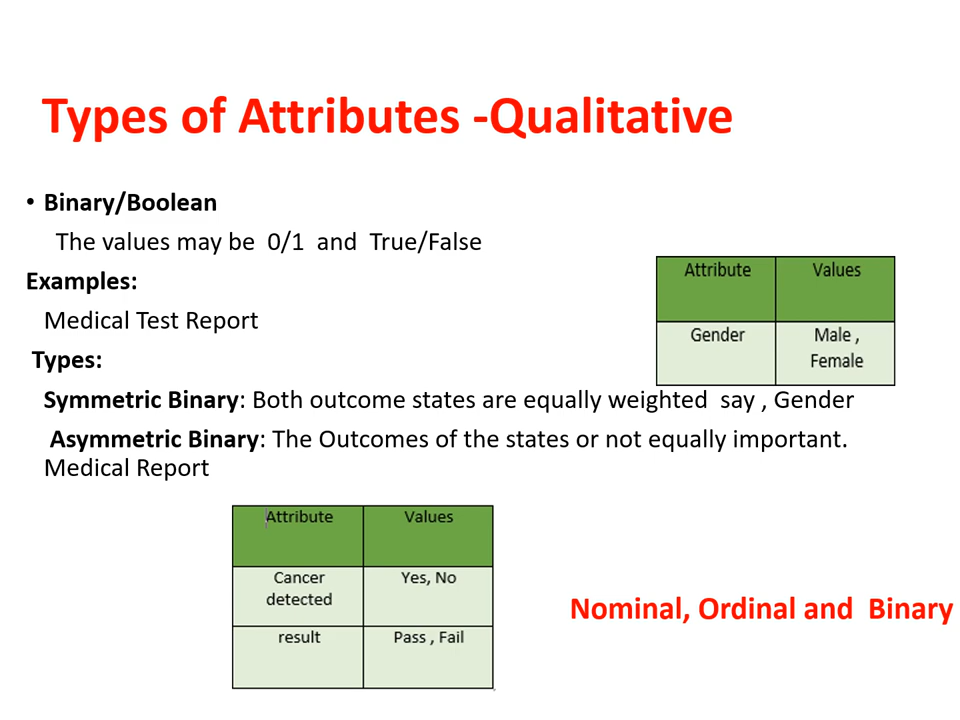 Types of Attributes -Qualitative
• Binary/Boolean
The values may be 0/1 and True/False
Examples:
Medical Test Report
Types:
Attribute Values
Gender Male ,
Female
Symmetric Binary: Both outcome states are equally weighted say , Gender
Asymmetric Binary: The Outcomes of the states or not equally important.
Medical Report
Attribute Values
Cancer Yes, No
detected
result Pass , Fail
Nominal, Ordinal and Binary